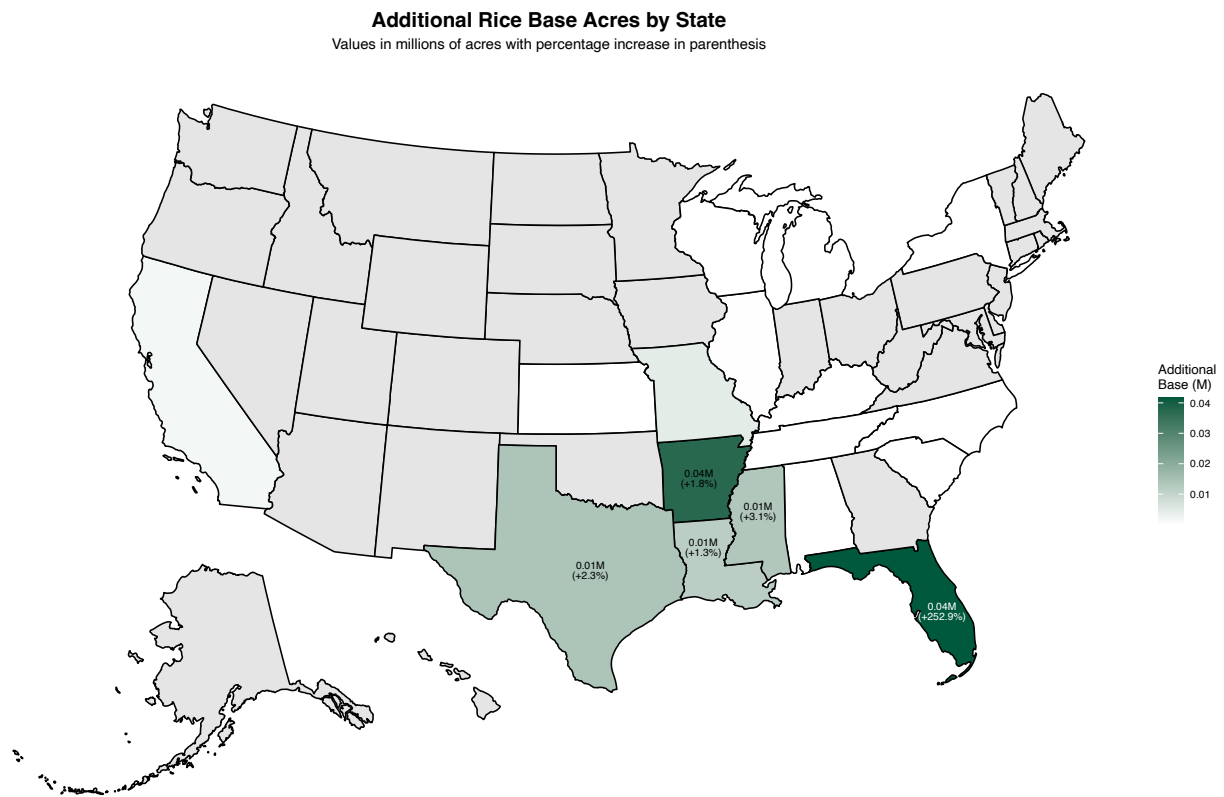 Additional Rice Base Acres by State
Values in millions of acres with percentage increase in parenthesis
Additional
Base (M)
0.04
0.03
0.02
0.01
0.04M
(+1.8%)
0.01M
(+3.1%)
0.01M
(+1.3%)
0.01M
(+2.3%)
0.04M
(+252.9%)